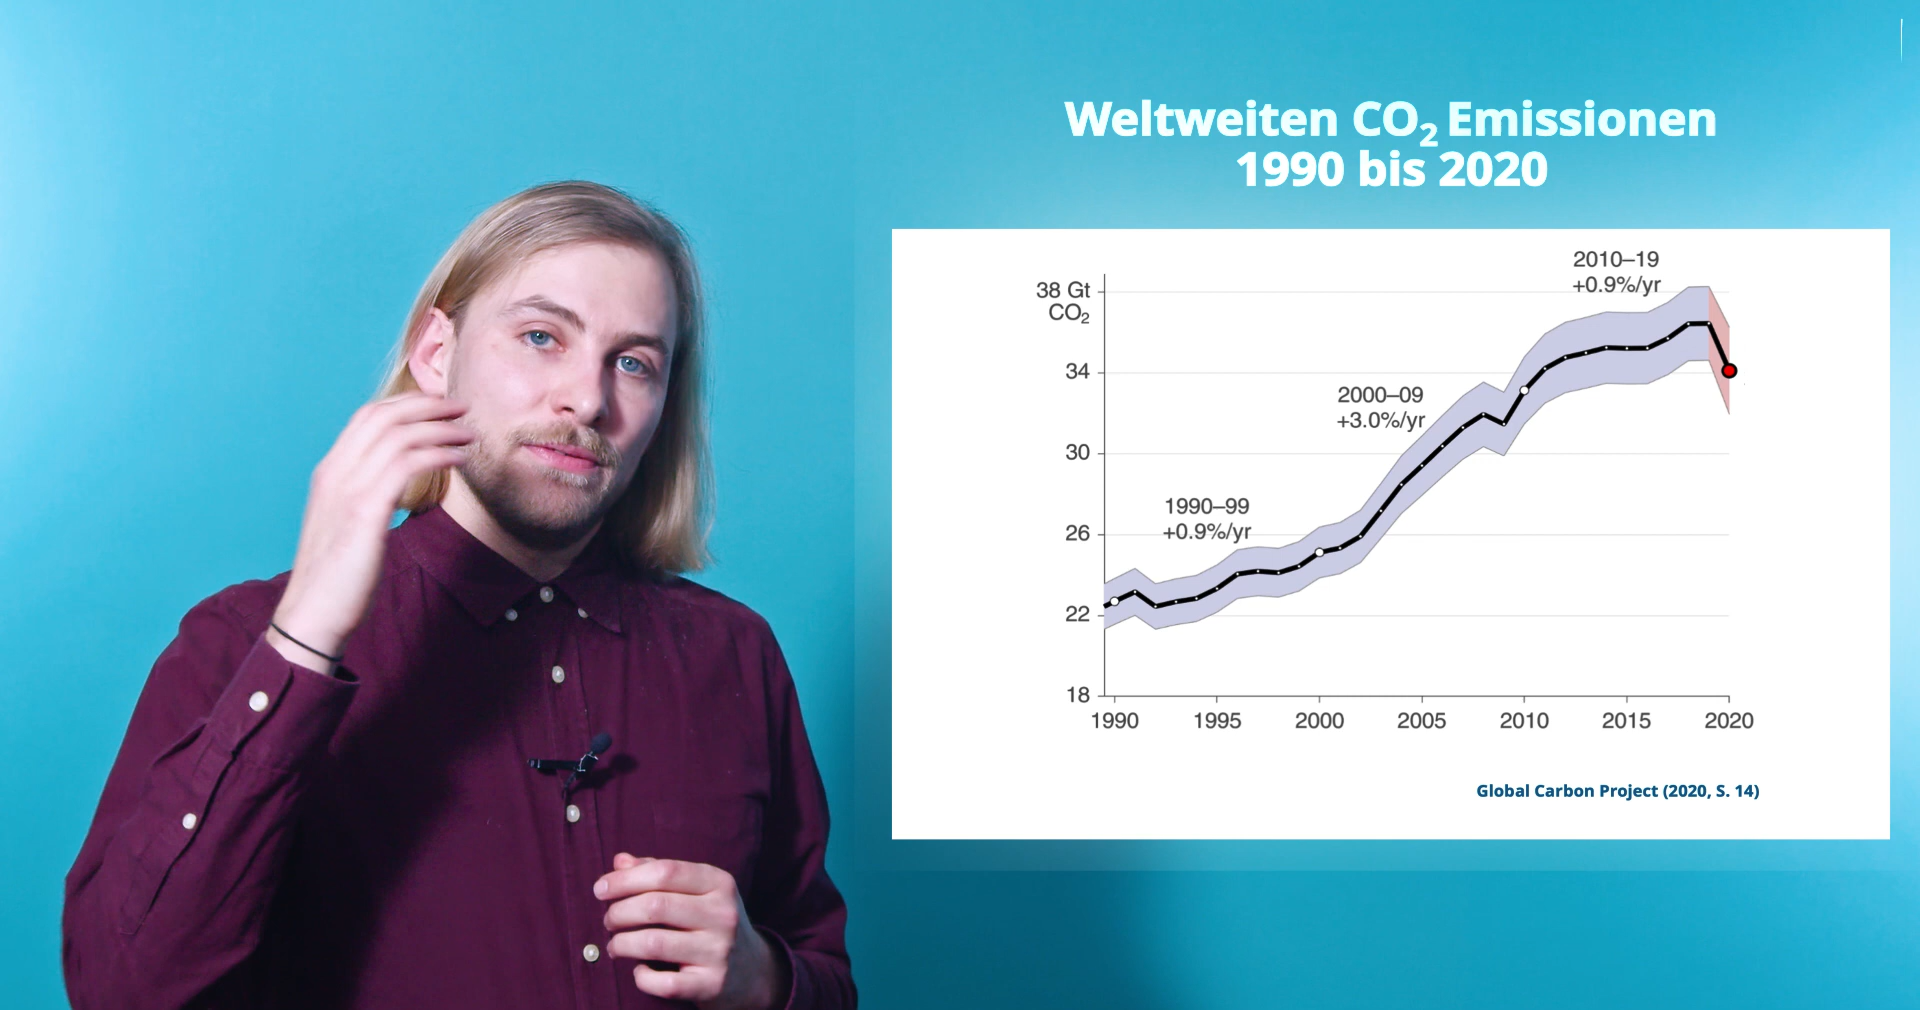 Weltweiten CO₂ Emissionen
1990 bis 2020
2010–19
+0.9%/yr
38 Gt
CO₂
34
2000–09
+3.0%/yr
30
1990–99
+0.9%/yr
26
22
18
1990 1995 2000 2005 2010 2015 2020
Global Carbon Project (2020, S. 14)